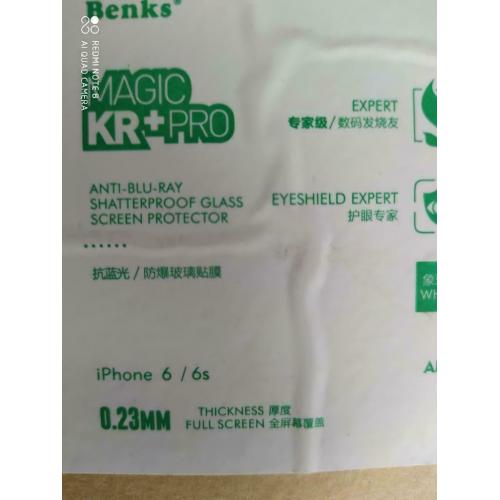 Benks®
REDMI NOTE 8
AI QUAD CAMERA
MAGIC
KR+PRO
EXPERT
专家级/数码发烧友
ANTI-BLU-RAY
SHATTERPROOF GLASS
SCREEN PROTECTOR
EYESHIELD EXPERT
护眼专家
抗蓝光 / 防爆玻璃贴膜
WH
iPhone 6 / 6s
0.23MM
THICKNESS 厚度
FULL SCREEN 全屏幕覆盖